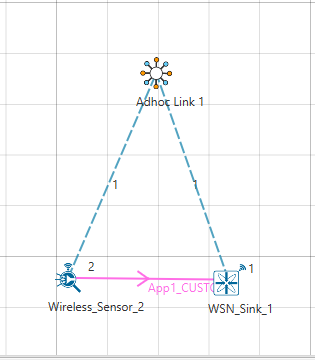 Adhoc Link 1
1
1
2
1
App1_CUSTO
Wireless_Sensor_2
WSN_Sink_1